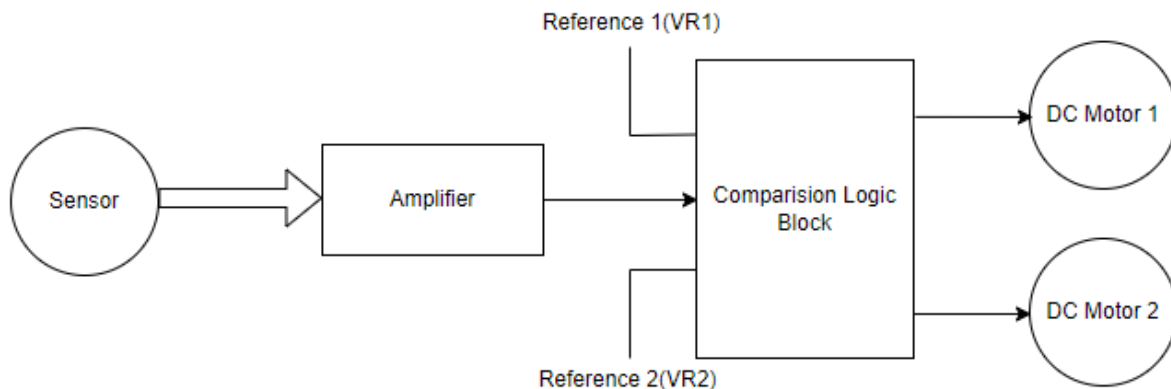 Reference 1(VR1)
DC Motor 1
Sensor
Amplifier
Comparision Logic
Block
DC Motor 2
Reference 2(VR2)